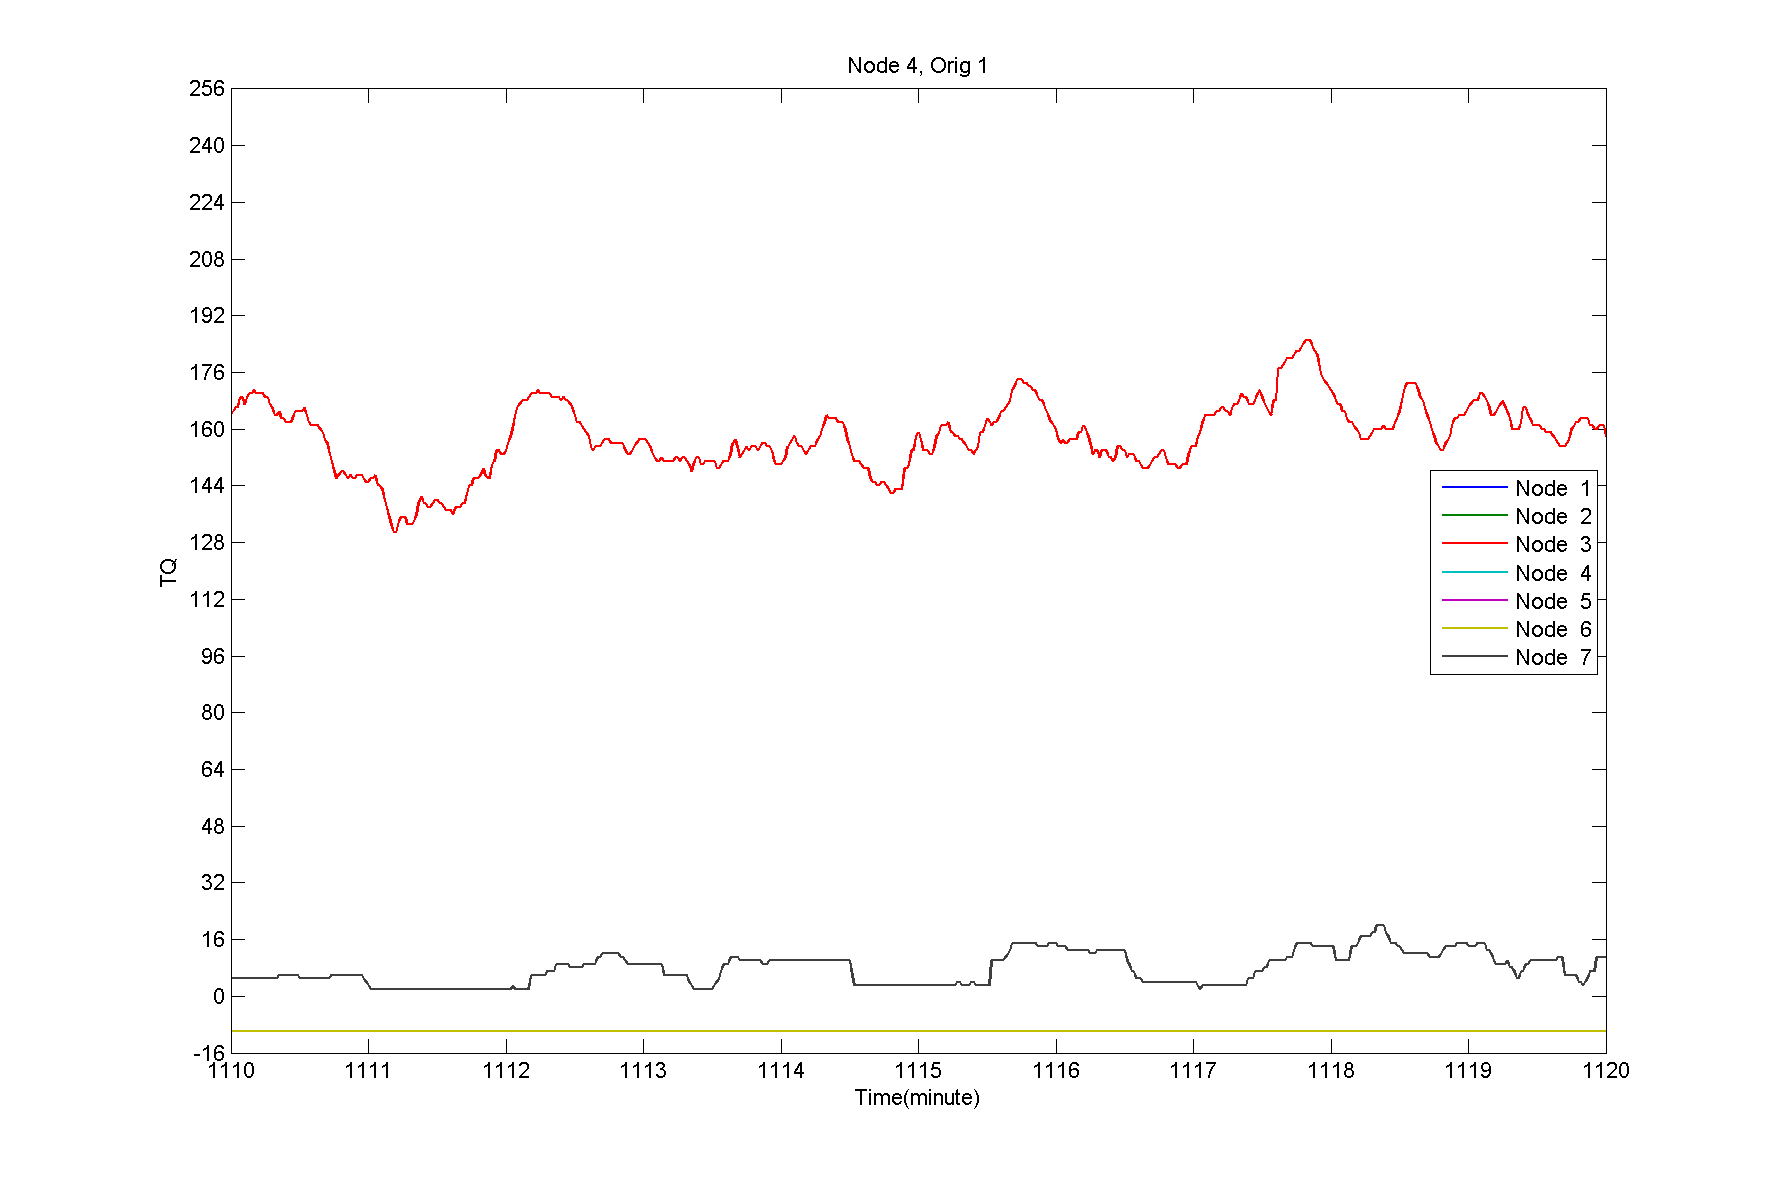 Node 4, Orig 1
256
240
224
208
192
176
160
144
128
112
96
80
64
48
32
16
0
-16
TQ
Node 1
Node 2
Node 3
Node 4
Node 5
Node 6
Node 7
1110 1111 1112 1113 1114 1115 1116 1117 1118 1119 1120
Time(minute)